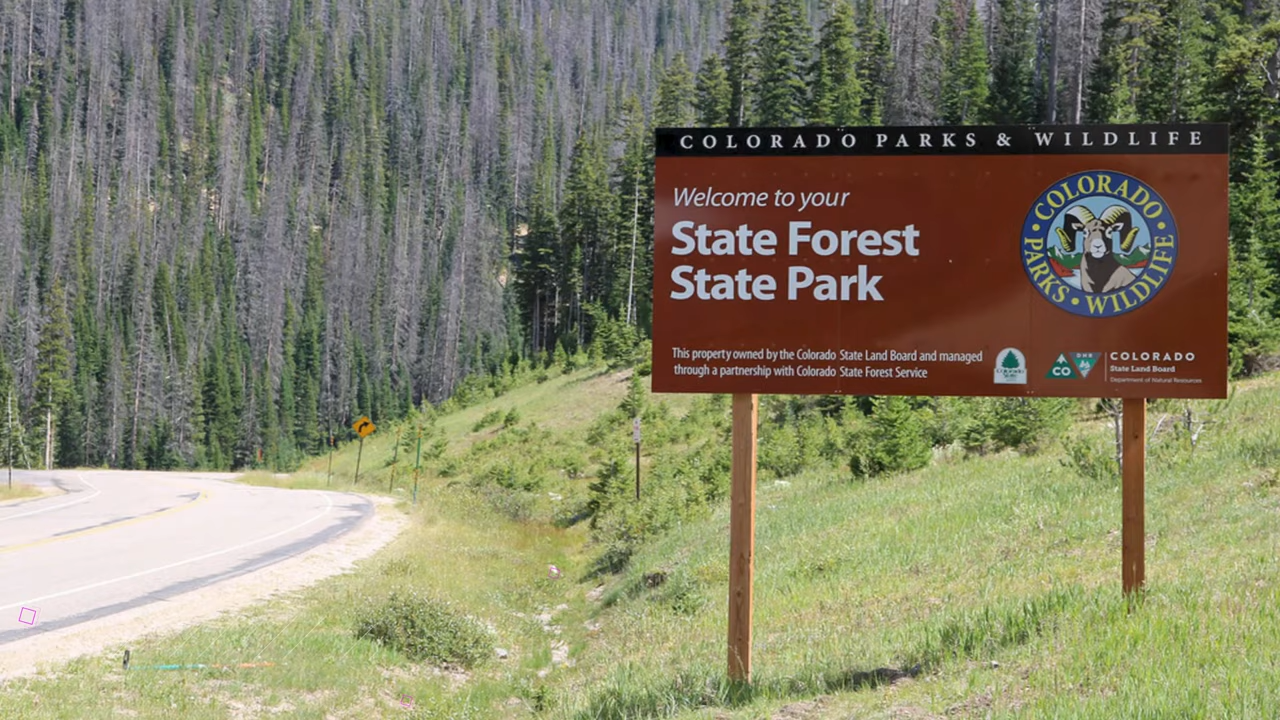 COLORADO PARKS & WILDLIFE
Welcome to your
State Forest
State Park
COLORADO
PARKS • WILDLIFE
This property owned by the Colorado State Land Board and managed
through a partnership with Colorado State Forest Service
CO
DNR
COLORADO
State Land Board
Department of Natural Resources